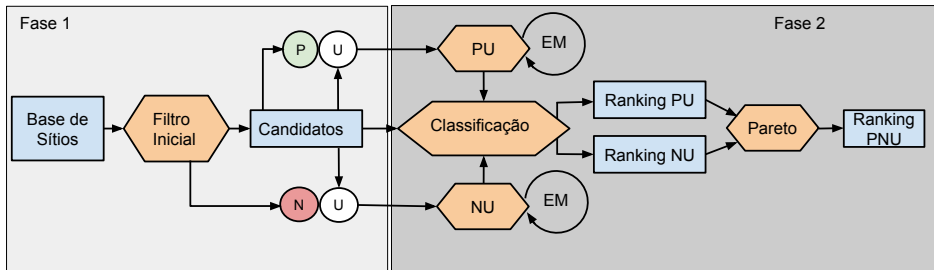 Fase 1
Fase 2
P
U
PU
EM
Base de
Sítios
Filtro
Inicial
Candidatos
Classificação
Ranking PU
Ranking NU
Pareto
Ranking
PNU
N
U
NU
EM